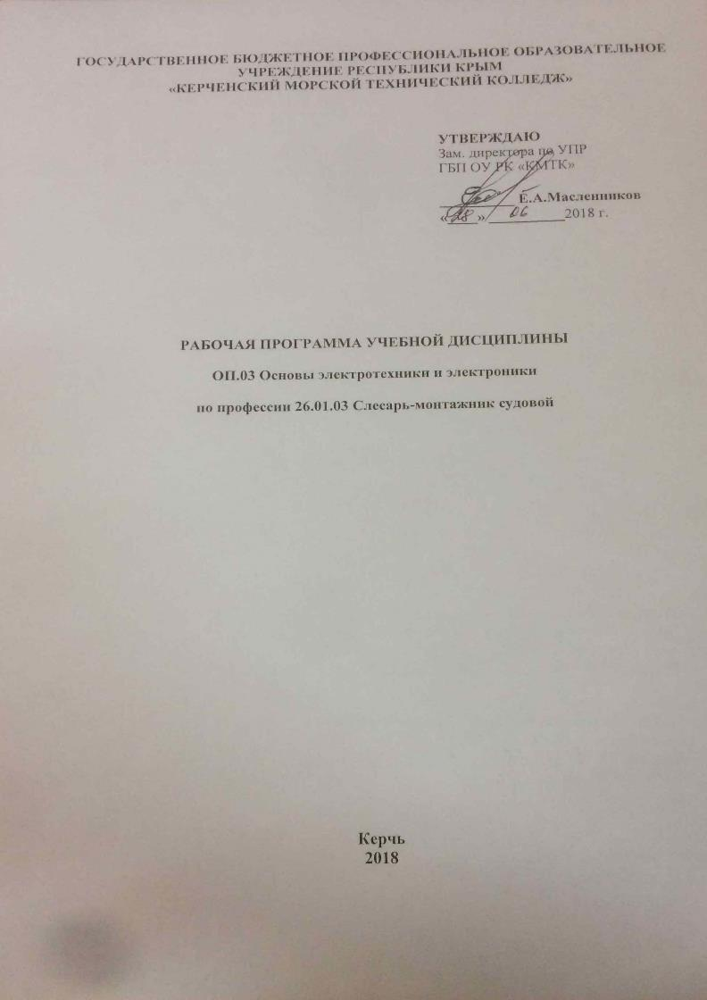 ГОСУДАРСТВЕННОЕ БЮДЖЕТНОЕ ПРОФЕССИОНАЛЬНОЕ ОБРАЗОВАТЕЛЬНОЕ
УЧРЕЖДЕНИЕ РЕСПУБЛИКИ КРЫМ
«КЕРЧЕНСКИЙ МОРСКОЙ ТЕХНИЧЕСКИЙ КОЛЛЕДЖ»
УТВЕРЖДАЮ
Зам. директора по УПР
ГБП ОУ РК «КМТК»
Е.А.Масленников
«28» 06 2018 г.
РАБОЧАЯ ПРОГРАММА УЧЕБНОЙ ДИСЦИПЛИНЫ
ОП.03 Основы электротехники и электроники
по профессии 26.01.03 Слесарь-монтажник судовой
Керчь
2018